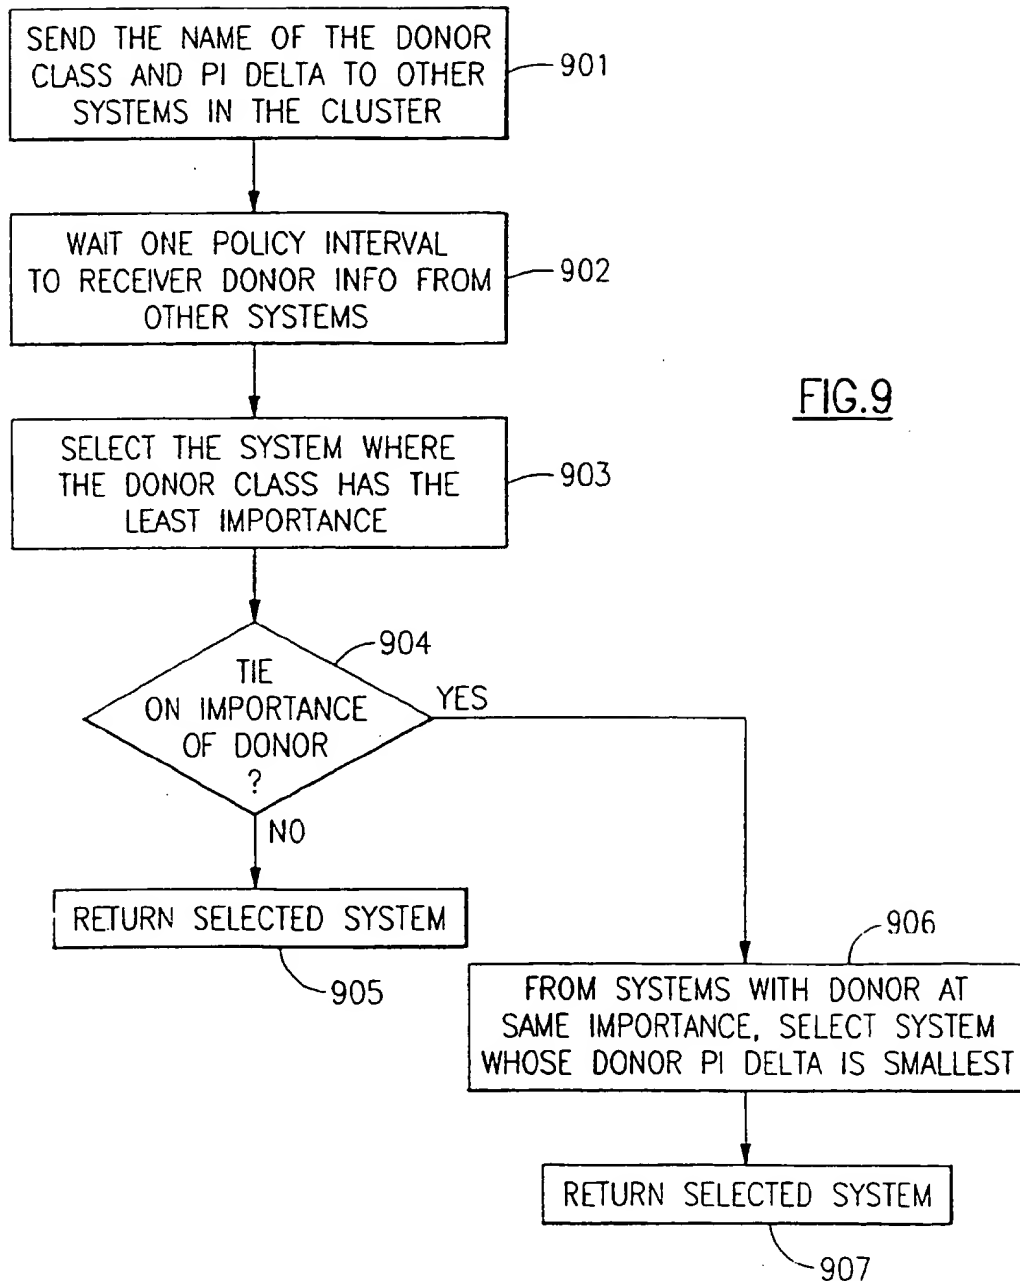 SEND THE NAME OF THE DONOR
CLASS AND PI DELTA TO OTHER
SYSTEMS IN THE CLUSTER
901
WAIT ONE POLICY INTERVAL
TO RECEIVER DONOR INFO FROM
OTHER SYSTEMS
902
FIG.9
SELECT THE SYSTEM WHERE
THE DONOR CLASS HAS THE
LEAST IMPORTANCE
903
904
TIE
ON IMPORTANCE
OF DONOR
?
YES
NO
RETURN SELECTED SYSTEM
905
906
FROM SYSTEMS WITH DONOR AT
SAME IMPORTANCE, SELECT SYSTEM
WHOSE DONOR PI DELTA IS SMALLEST
RETURN SELECTED SYSTEM
907